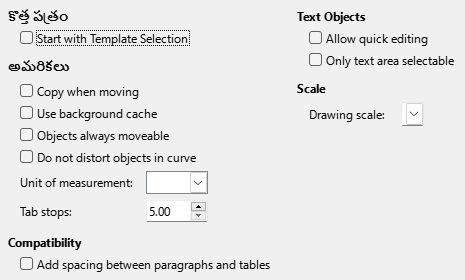 కొత్త పత్రం
Start with Template Selection
అమరికలు
Copy when moving
Use background cache
Objects always moveable
Do not distort objects in curve
Unit of measurement:
Tab stops: 5.00
Compatibility
Add spacing between paragraphs and tables
Text Objects
Allow quick editing
Only text area selectable
Scale
Drawing scale: